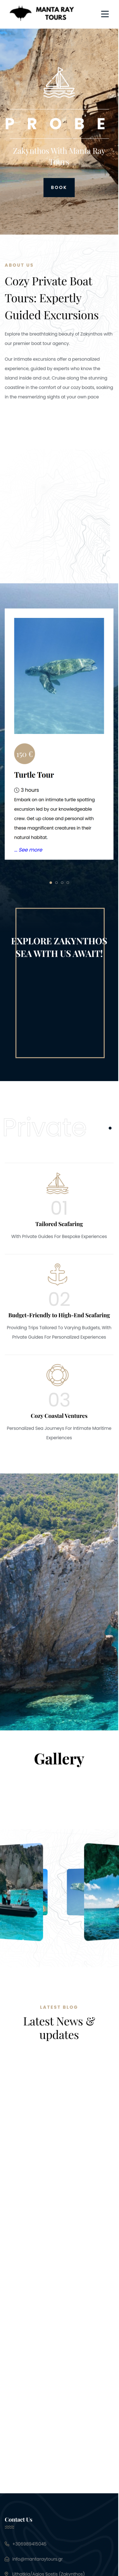 MANTA RAY
TOURS
PROBE
Zakynthos With Manta Ray
Tours
BOOK
ABOUT US
Cozy Private Boat
Tours: Expertly
Guided Excursions
Explore the breathtaking beauty of Zakynthos with
our premier boat tour agency.
Our intimate excursions offer a personalized
experience, guided by experts who know the
island inside and out. Cruise along the stunning
coastline in the comfort of our cozy boats, soaking
in the mesmerizing sights at your own pace
150 €
Turtle Tour
3 hours
Embark on an intimate turtle spotting
excursion led by our knowledgeable
crew. Get up close and personal with
these magnificent creatures in their
natural habitat.
... See more
EXPLORE ZAKYNTHOS
SEA WITH US AWAIT!
Private
01
Tailored Seafaring
With Private Guides For Bespoke Experiences
02
Budget-Friendly to High-End Seafaring
Providing Trips Tailored To Varying Budgets, With
Private Guides For Personalized Experiences
03
Cozy Coastal Ventures
Personalized Sea Journeys For Intimate Maritime
Experiences
Gallery
LATEST BLOG
Latest News &
updates
Contact Us
info@mantaraytours.gr